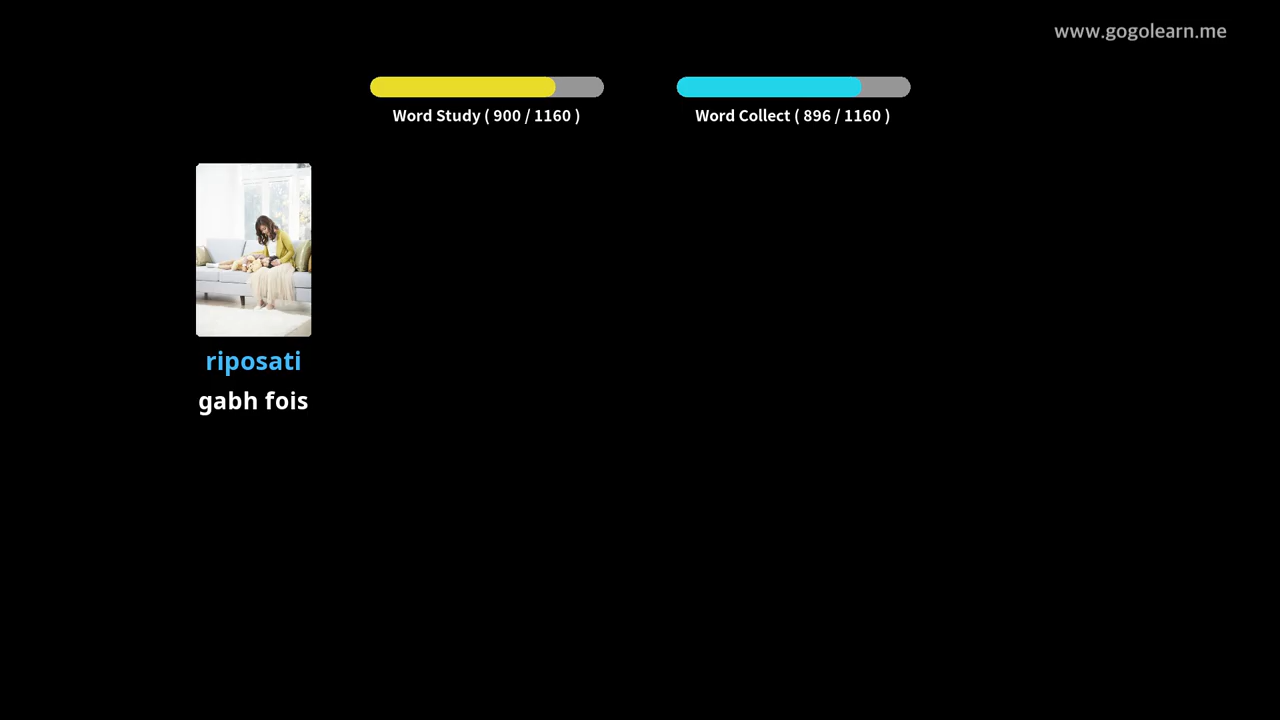 www.gogolearn.me
Word Study ( 900 / 1160 )
Word Collect ( 896 / 1160 )
riposati
gabh fois